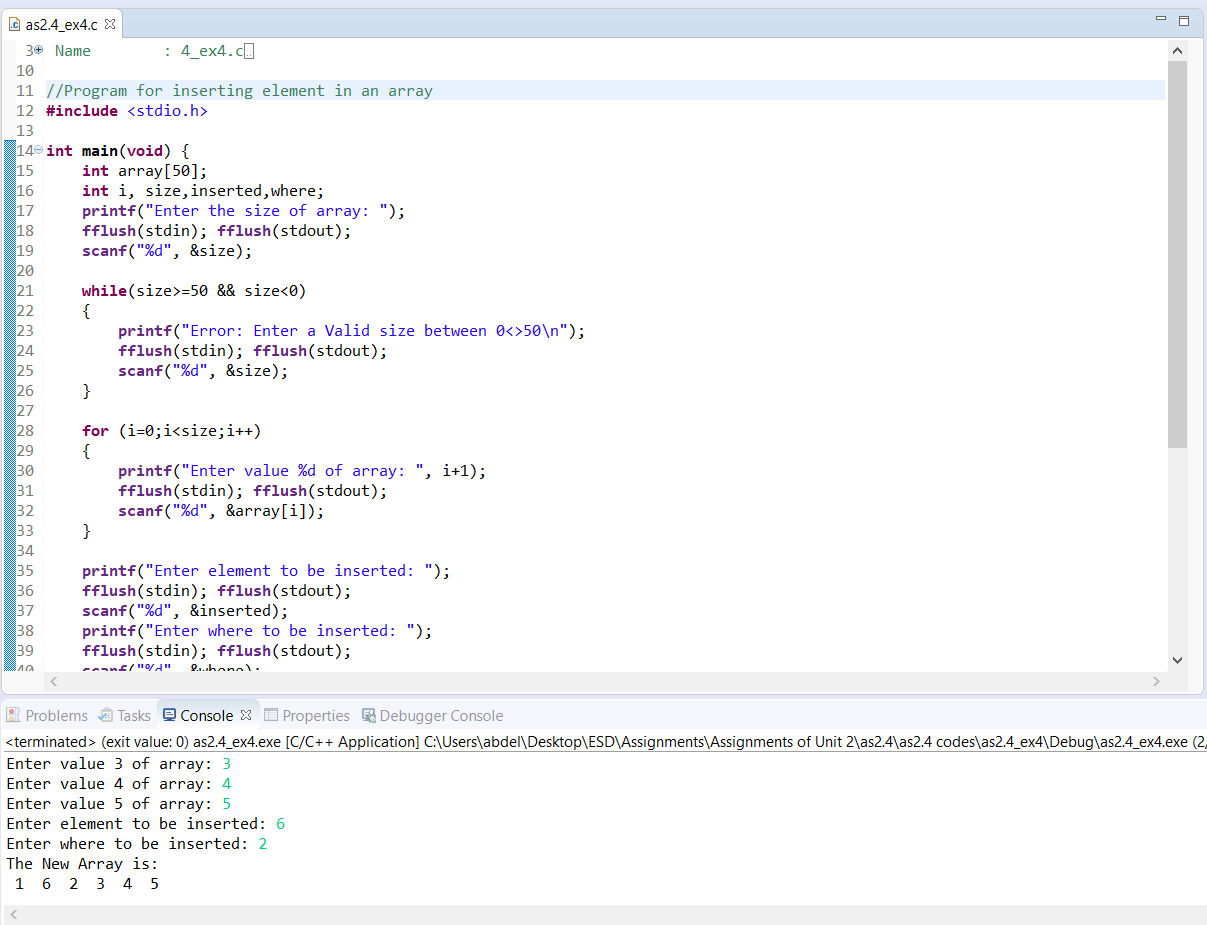 as2.4_ex4.c
3 Name        : 4_ex4.c
10
11 //Program for inserting element in an array
12 #include <stdio.h>
13
14 int main(void) {
15     int array[50];
16     int i, size,inserted,where;
17     printf("Enter the size of array: ");
18     fflush(stdin); fflush(stdout);
19     scanf("%d", &size);
20
21     while(size>=50 && size<0)
22     {
23         printf("Error: Enter a Valid size between 0<>50\n");
24         fflush(stdin); fflush(stdout);
25         scanf("%d", &size);
26     }
27
28     for (i=0;i<size;i++)
29     {
30         printf("Enter value %d of array: ", i+1);
31         fflush(stdin); fflush(stdout);
32         scanf("%d", &array[i]);
33     }
34
35     printf("Enter element to be inserted: ");
36     fflush(stdin); fflush(stdout);
37     scanf("%d", &inserted);
38     printf("Enter where to be inserted: ");
39     fflush(stdin); fflush(stdout);
40     scanf("%d", &where);
Problems Tasks Console Properties Debugger Console
<terminated> (exit value: 0) as2.4_ex4.exe [C/C++ Application] C:\Users\abdel\Desktop\ESD\Assignments\Assignments of Unit 2\as2.4\as2.4 codes\as2.4_ex4\Debug\as2.4_ex4.exe (2/
Enter value 3 of array: 3
Enter value 4 of array: 4
Enter value 5 of array: 5
Enter element to be inserted: 6
Enter where to be inserted: 2
The New Array is:
 1  6  2  3  4  5